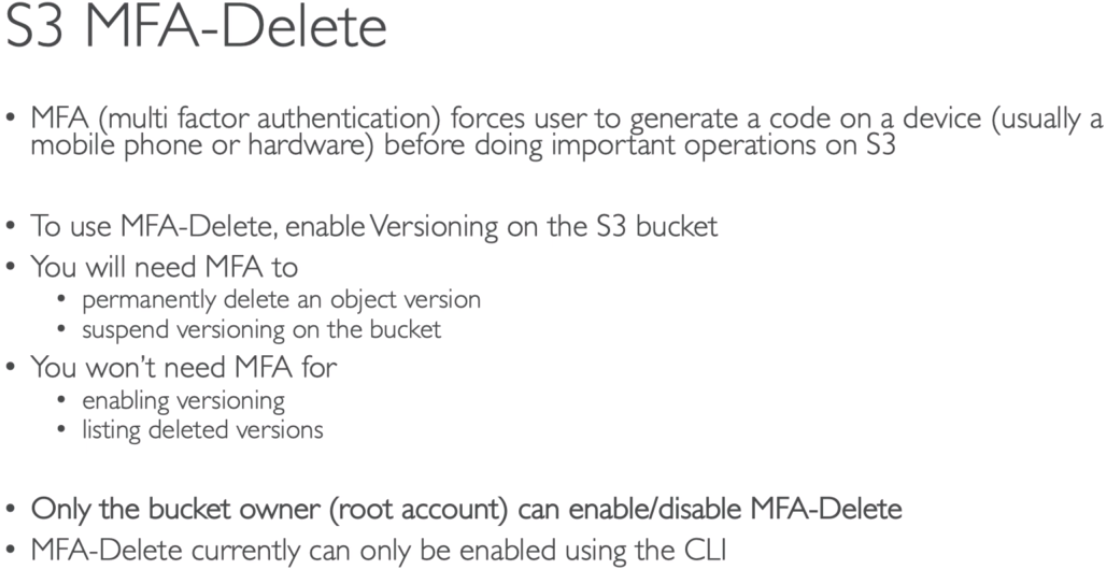 S3 MFA-Delete
• MFA (multi factor authentication) forces user to generate a code on a device (usually a
mobile phone or hardware) before doing important operations on S3
• To use MFA-Delete, enable Versioning on the S3 bucket
• You will need MFA to
• permanently delete an object version
• suspend versioning on the bucket
• You won't need MFA for
• enabling versioning
• listing deleted versions
• Only the bucket owner (root account) can enable/disable MFA-Delete
• MFA-Delete currently can only be enabled using the CLI